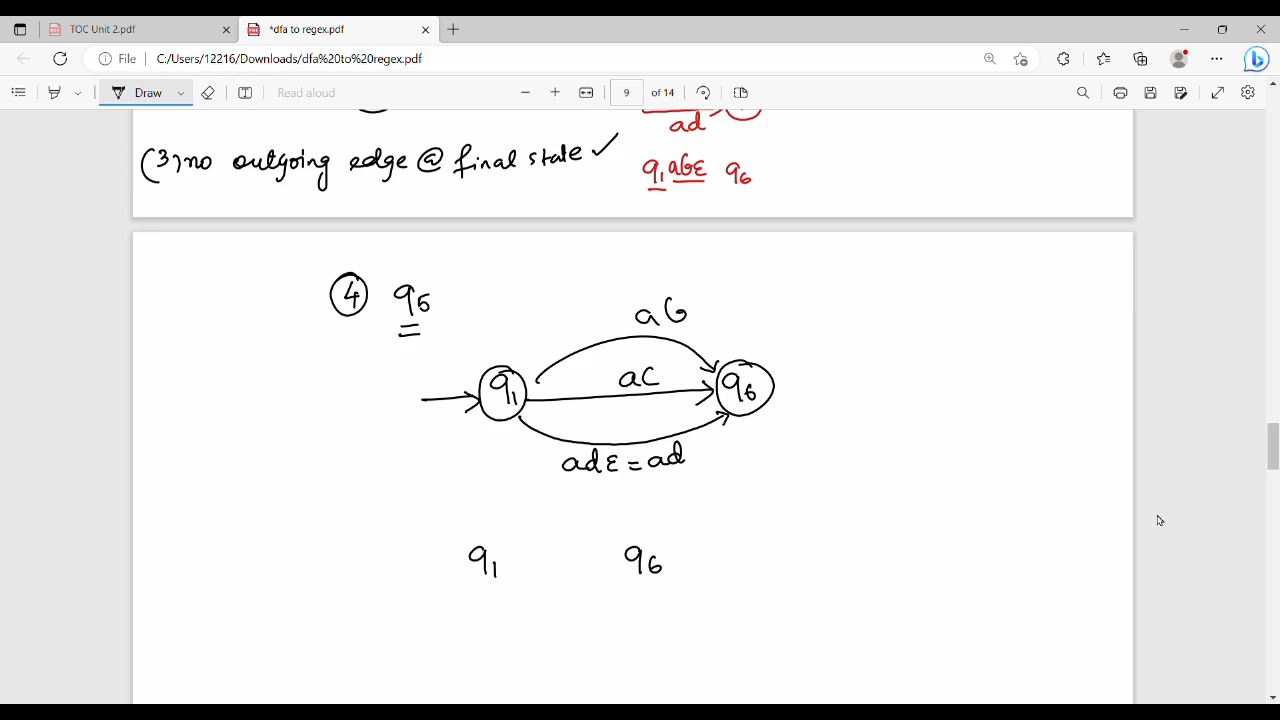 TOC Unit 2.pdf
*dfa to regex.pdf
File C:/Users/12216/Downloads/dfa%20to%20regex.pdf
Draw
Read aloud
9 of 14
ad
(3) no outgoing edge @ final state ✓
q1 abε q6
4 q5
ab
q1 ac q6
adε = ad
q1 q6